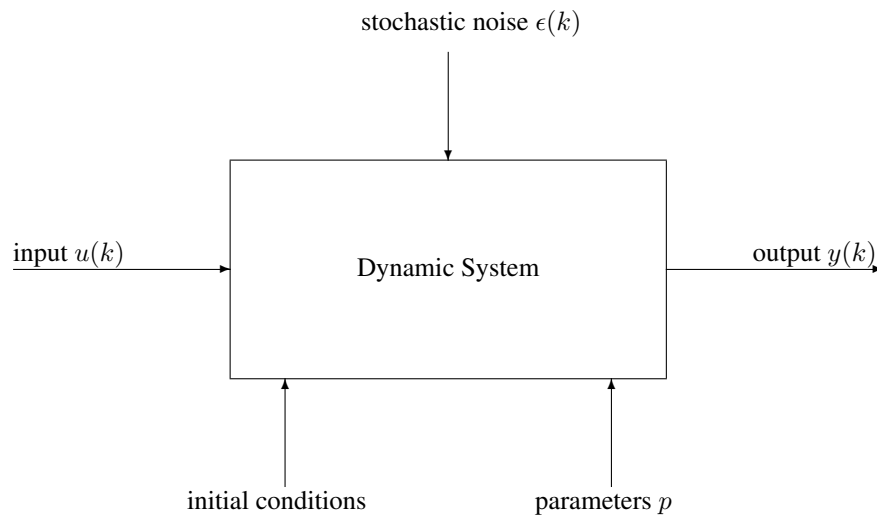 stochastic noise ϵ(k)
input u(k)
Dynamic System
output y(k)
initial conditions
parameters p